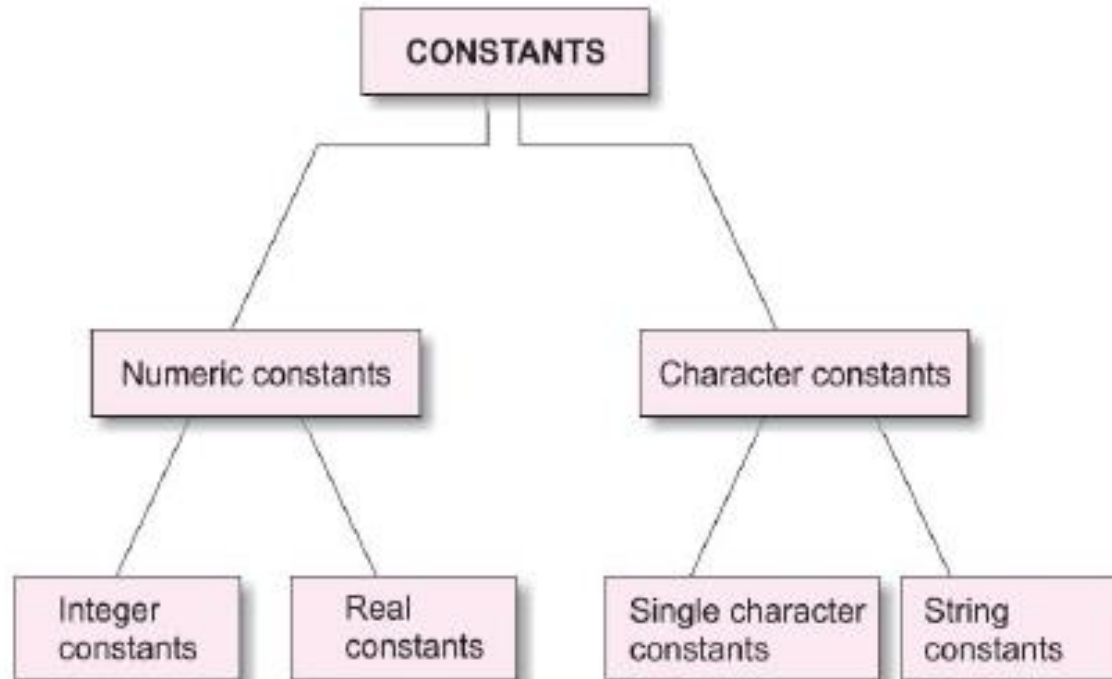 CONSTANTS
Numeric constants
Character constants
Integer
constants
Real
constants
Single character
constants
String
constants